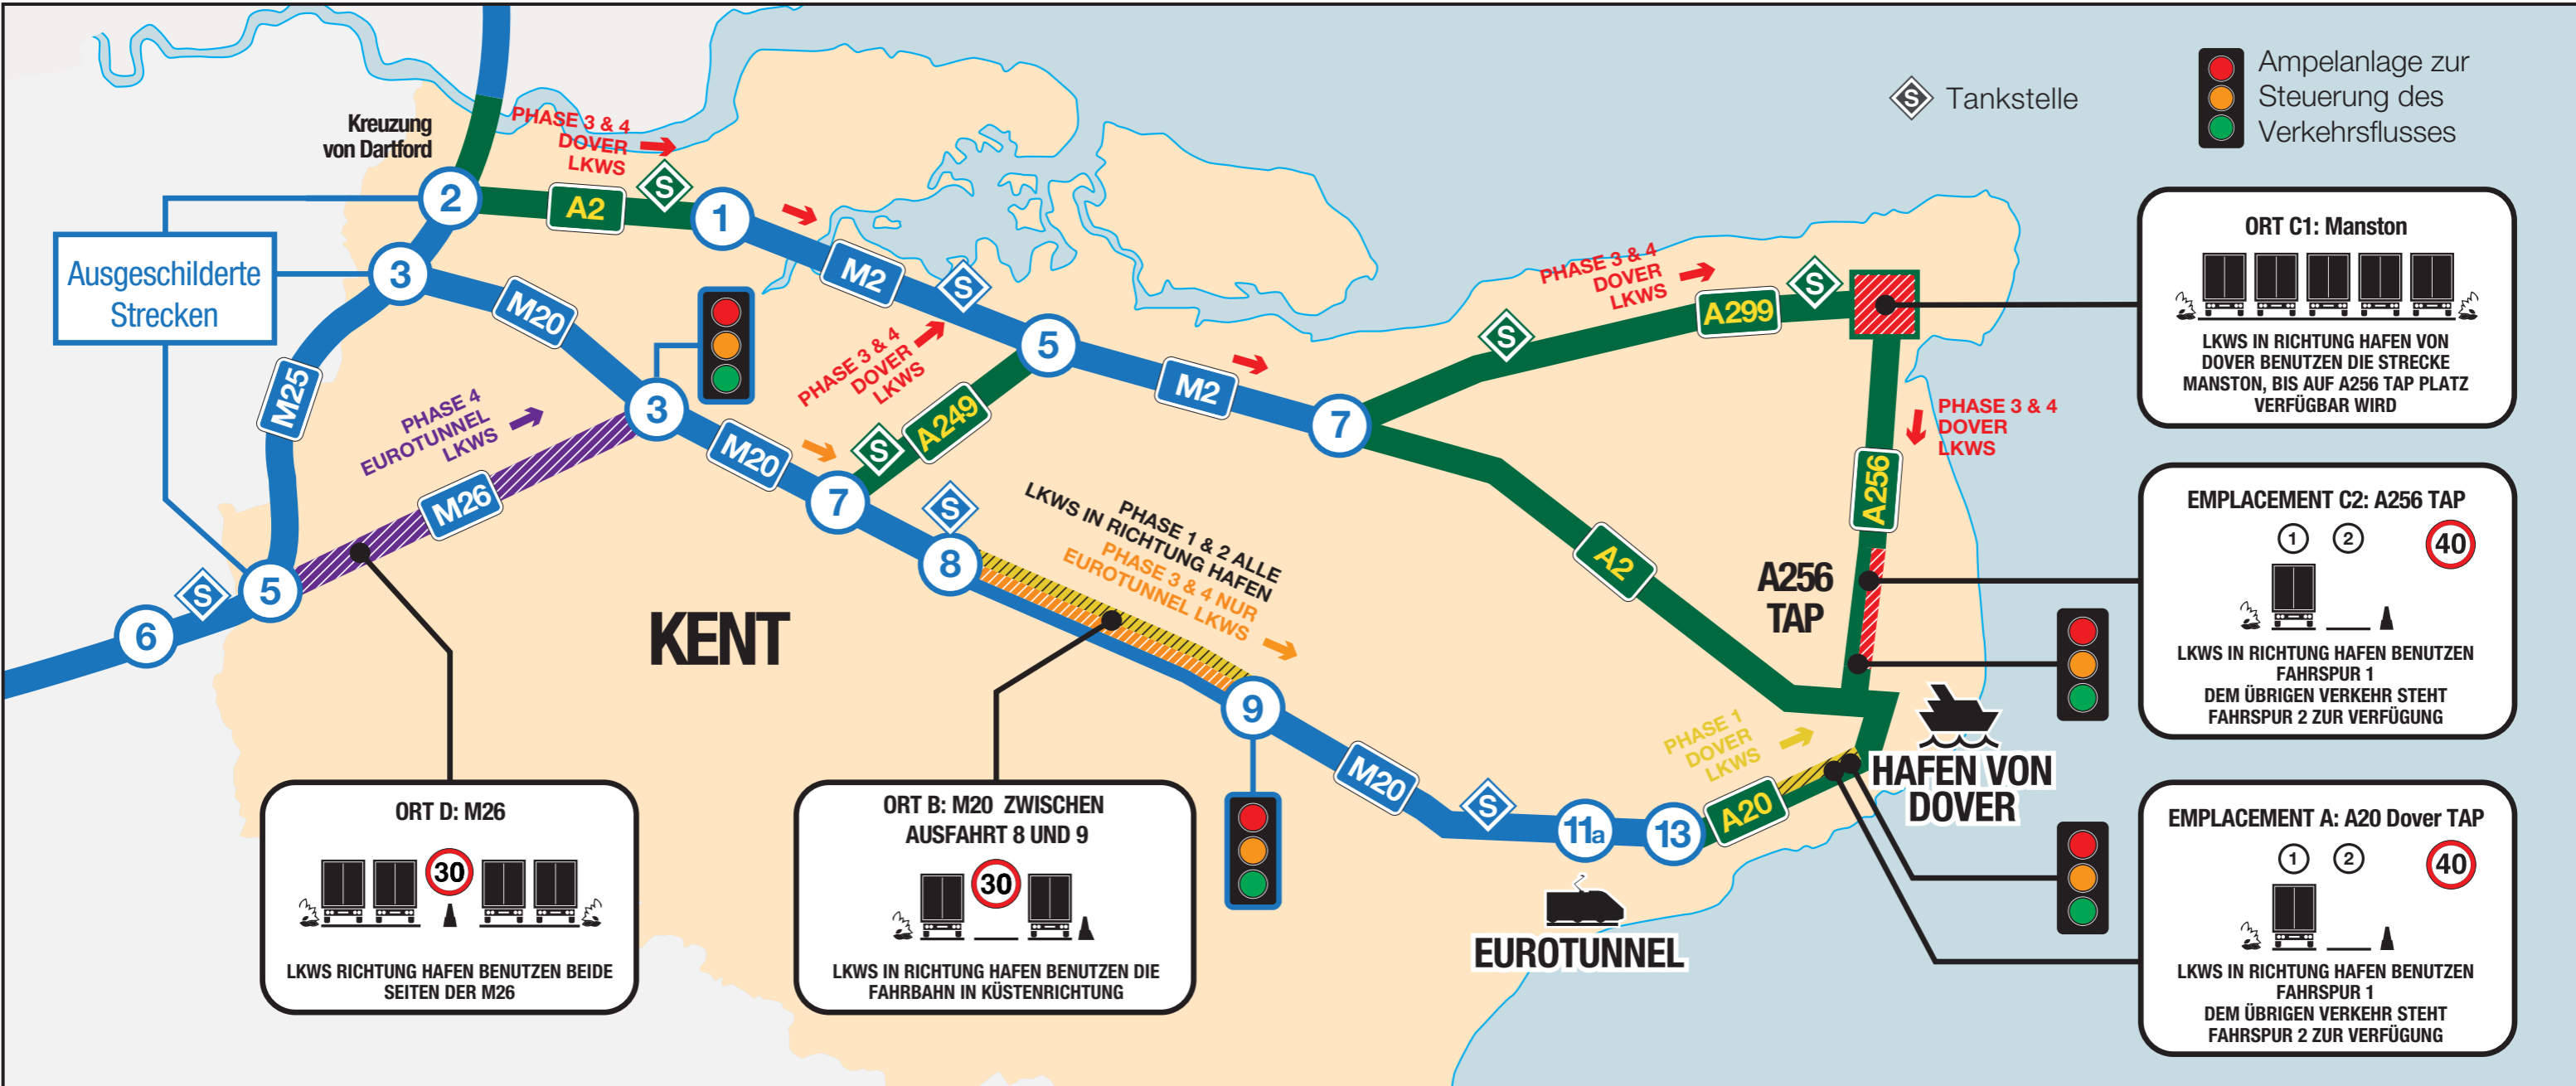 Kreuzung
von Dartford
PHASE 3 & 4
DOVER
LKWS
S
Tankstelle
Ampelanlage zur
Steuerung des
Verkehrsflusses
2
A2
S
1
M2
S
Ausgeschilderte
Strecken
3
M20
M25
3
PHASE 4
EUROTUNNEL
LKWS
M26
S
5
6
M20
7
S
A249
PHASE 3 & 4
DOVER
LKWS
5
M2
7
PHASE 3 & 4
DOVER
LKWS
S
A299
S
A2
PHASE 3 & 4
DOVER
LKWS
A256
A256
TAP
S
8
PHASE 1 & 2 ALLE
LKWS IN RICHTUNG HAFEN
PHASE 3 & 4 NUR
EUROTUNNEL LKWS
KENT
9
M20
S
11a
13
A20
PHASE 1
DOVER
LKWS
HAFEN VON
DOVER
EUROTUNNEL
ORT C1: Manston
LKWS IN RICHTUNG HAFEN VON
DOVER BENUTZEN DIE STRECKE
MANSTON, BIS AUF A256 TAP PLATZ
VERFÜGBAR WIRD
EMPLACEMENT C2: A256 TAP
1 2 40
LKWS IN RICHTUNG HAFEN BENUTZEN
FAHRSPUR 1
DEM ÜBRIGEN VERKEHR STEHT
FAHRSPUR 2 ZUR VERFÜGUNG
EMPLACEMENT A: A20 Dover TAP
1 2 40
LKWS IN RICHTUNG HAFEN BENUTZEN
FAHRSPUR 1
DEM ÜBRIGEN VERKEHR STEHT
FAHRSPUR 2 ZUR VERFÜGUNG
ORT D: M26
30
LKWS RICHTUNG HAFEN BENUTZEN BEIDE
SEITEN DER M26
ORT B: M20 ZWISCHEN
AUSFAHRT 8 UND 9
30
LKWS IN RICHTUNG HAFEN BENUTZEN DIE
FAHRBAHN IN KÜSTENRICHTUNG